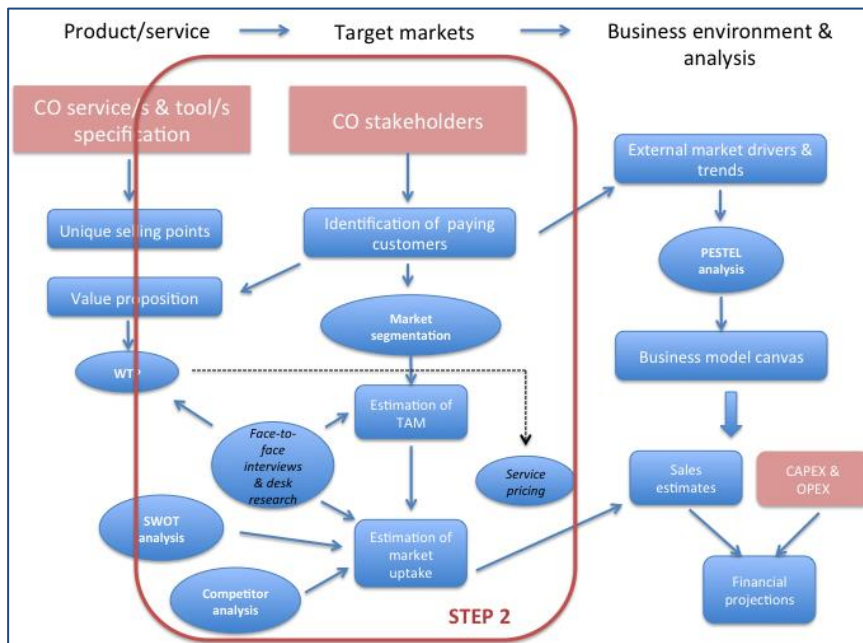 Product/service
Target markets
Business environment &
analysis
CO service/s & tool/s
specification
CO stakeholders
External market drivers &
trends
Unique selling points
Identification of paying
customers
PESTEL
analysis
Value proposition
Market
segmentation
Business model canvas
WTP
Estimation of
TAM
Face-to-
face
interviews
& desk
research
Service
pricing
Sales
estimates
CAPEX &
OPEX
SWOT
analysis
Estimation of
market
uptake
Competitor
analysis
Financial
projections
STEP 2